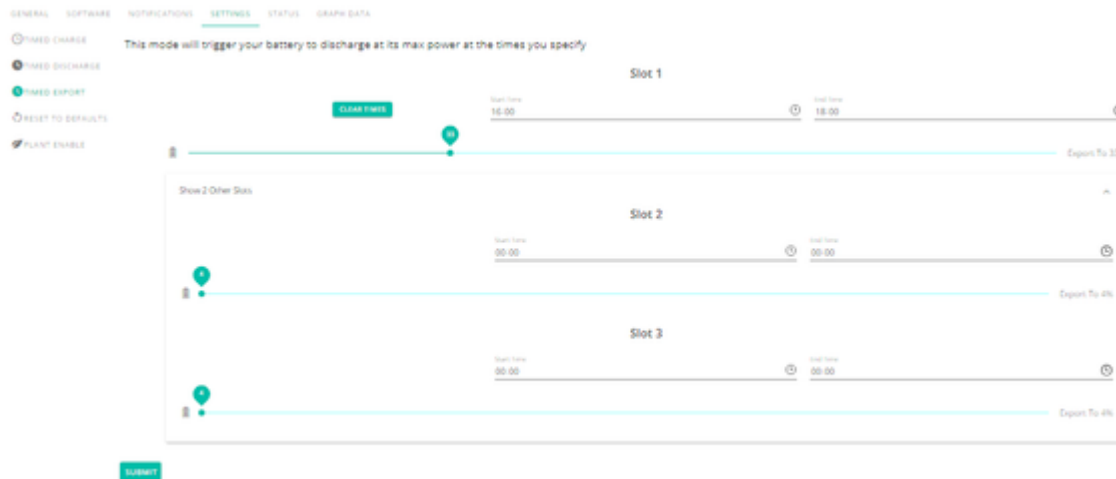 GENERAL SOFTWARE NOTIFICATIONS SETTINGS STATUS GRAPH DATA
TIMED CHARGE
This mode will trigger your battery to discharge at its max power at the times you specify
TIMED DISCHARGE
Slot 1
TIMED EXPORT
CLEAR TIMES
Start Time
16:00
End Time
18:00
RESET TO DEFAULTS
PLANT ENABLE
Export To
Show 2 Other Slots
Slot 2
Start Time
00:00
End Time
00:00
4
Export To 4%
Slot 3
Start Time
00:00
End Time
00:00
4
Export To 4%
SUBMIT